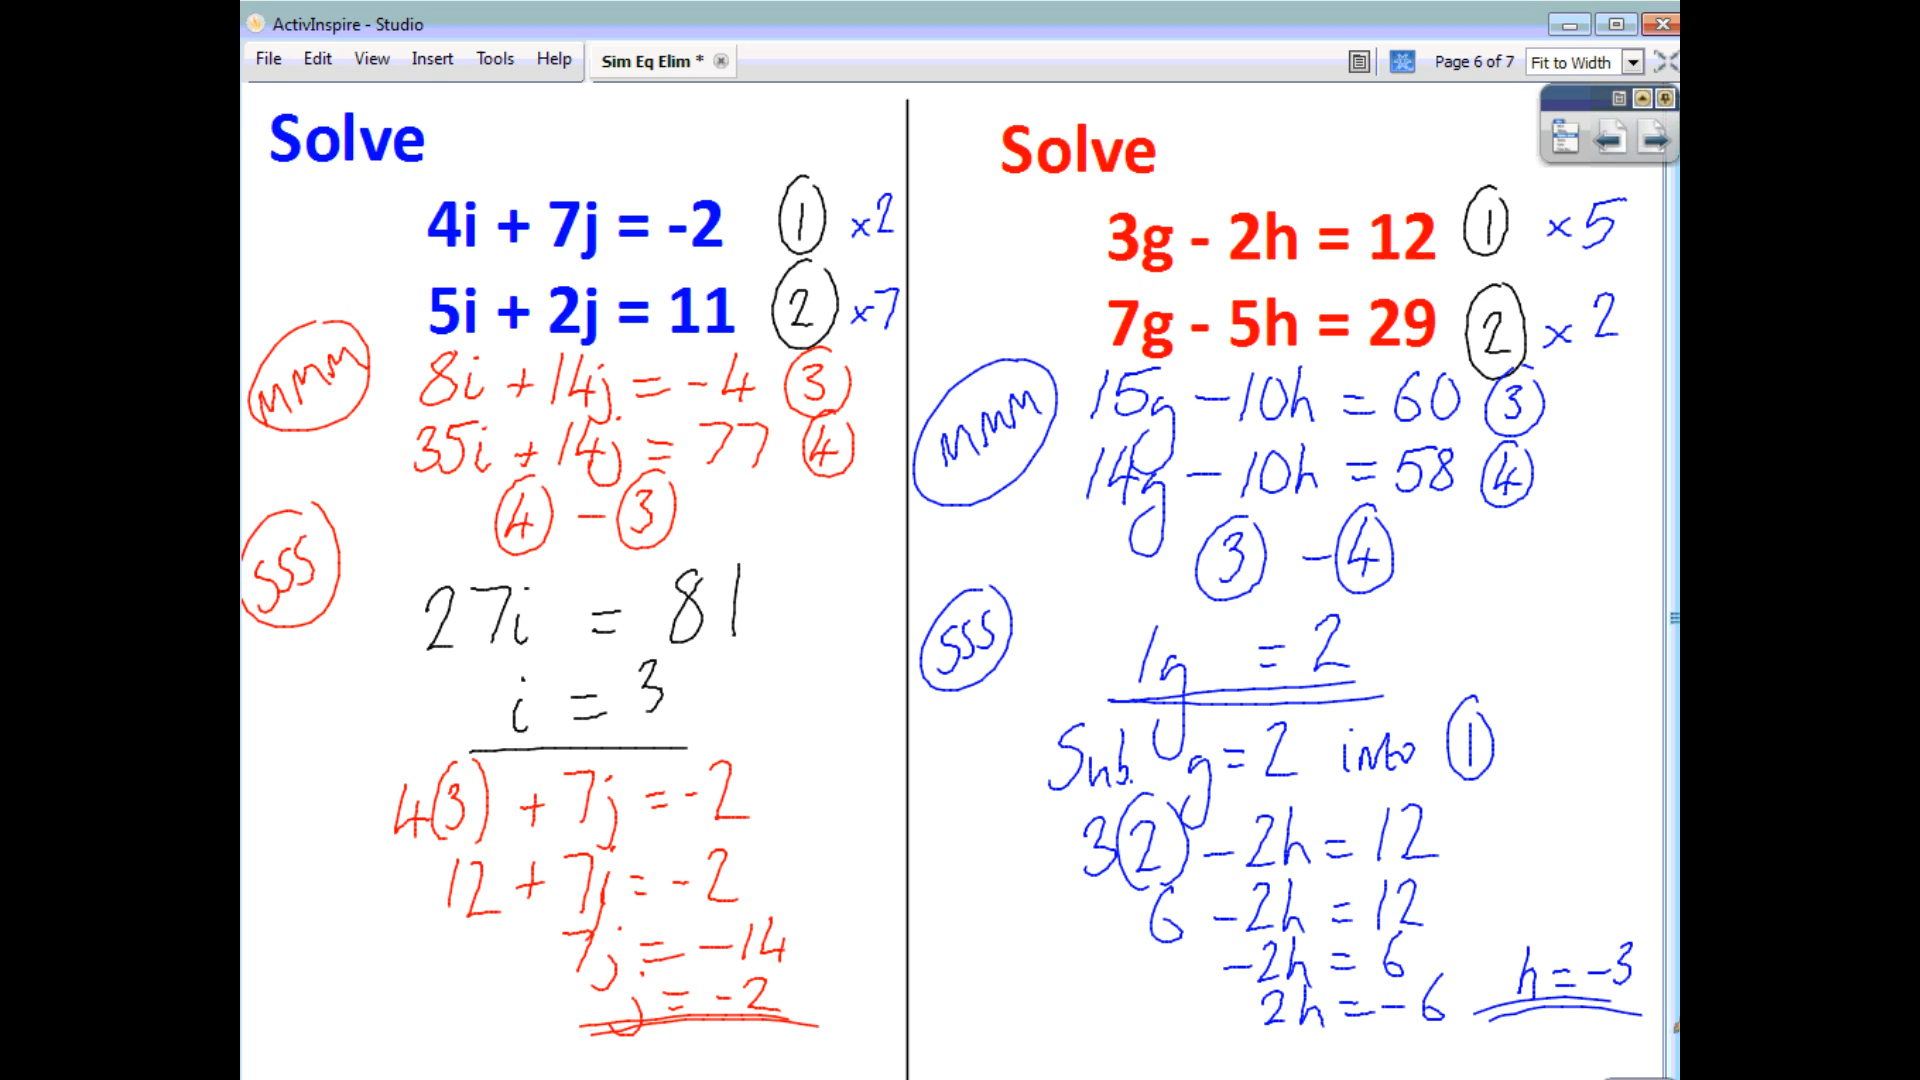 ActivInspire - Studio
File Edit View Insert Tools Help
Sim Eq Elim *
Page 6 of 7
Fit to Width
Solve
4i + 7j = -2 ① ×2
5i + 2j = 11 ② ×7
MMM
8i + 14j = -4 ③
35i + 14j = 77 ④
④ - ③
SSS
27i = 81
i = 3
4(3) + 7j = -2
12 + 7j = -2
7j = -14
j = -2
Solve
3g - 2h = 12 ① ×5
7g - 5h = 29 ② ×2
MMM
15g - 10h = 60 ③
14g - 10h = 58 ④
③ - ④
SSS
1g = 2
Sub. g = 2 into ①
3(2) - 2h = 12
6 - 2h = 12
-2h = 6
2h = -6
h = -3